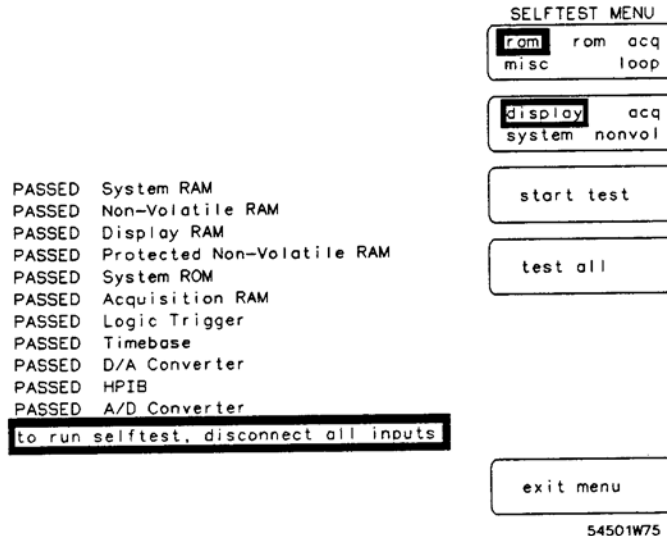 SELFTEST MENU
rom rom acq
misc loop
display acq
system nonvol
start test
test all
PASSED System RAM
PASSED Non-Volatile RAM
PASSED Display RAM
PASSED Protected Non-Volatile RAM
PASSED System ROM
PASSED Acquisition RAM
PASSED Logic Trigger
PASSED Timebase
PASSED D/A Converter
PASSED HPIB
PASSED A/D Converter
to run selftest, disconnect all inputs
exit menu
54501W75